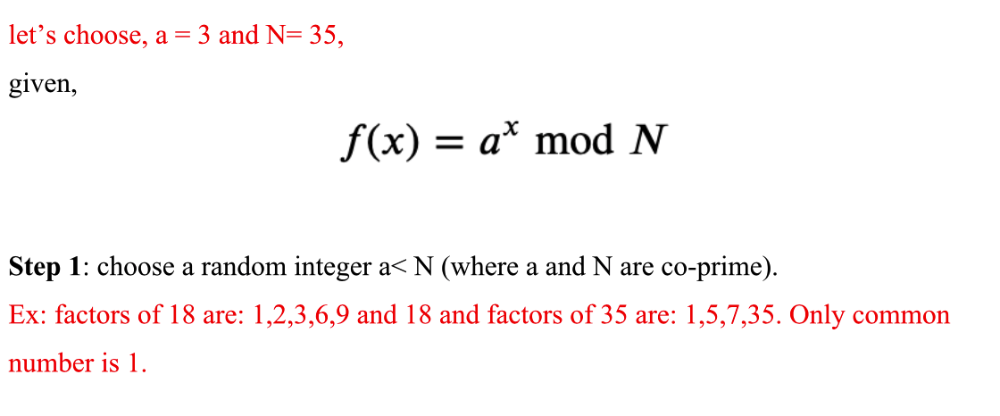 let’s choose, a = 3 and N= 35,
given,
f(x) = aˣ mod N
Step 1: choose a random integer a< N (where a and N are co-prime).
Ex: factors of 18 are: 1,2,3,6,9 and 18 and factors of 35 are: 1,5,7,35. Only common
number is 1.